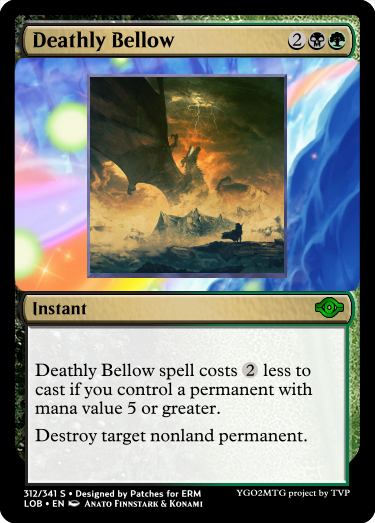 Deathly Bellow 2
Instant
Deathly Bellow spell costs 2 less to
cast if you control a permanent with
mana value 5 or greater.
Destroy target nonland permanent.
312/341 S • Designed by Patches for ERM
LOB • EN Anato Finnstark & Konami
YGO2MTG project by TVP